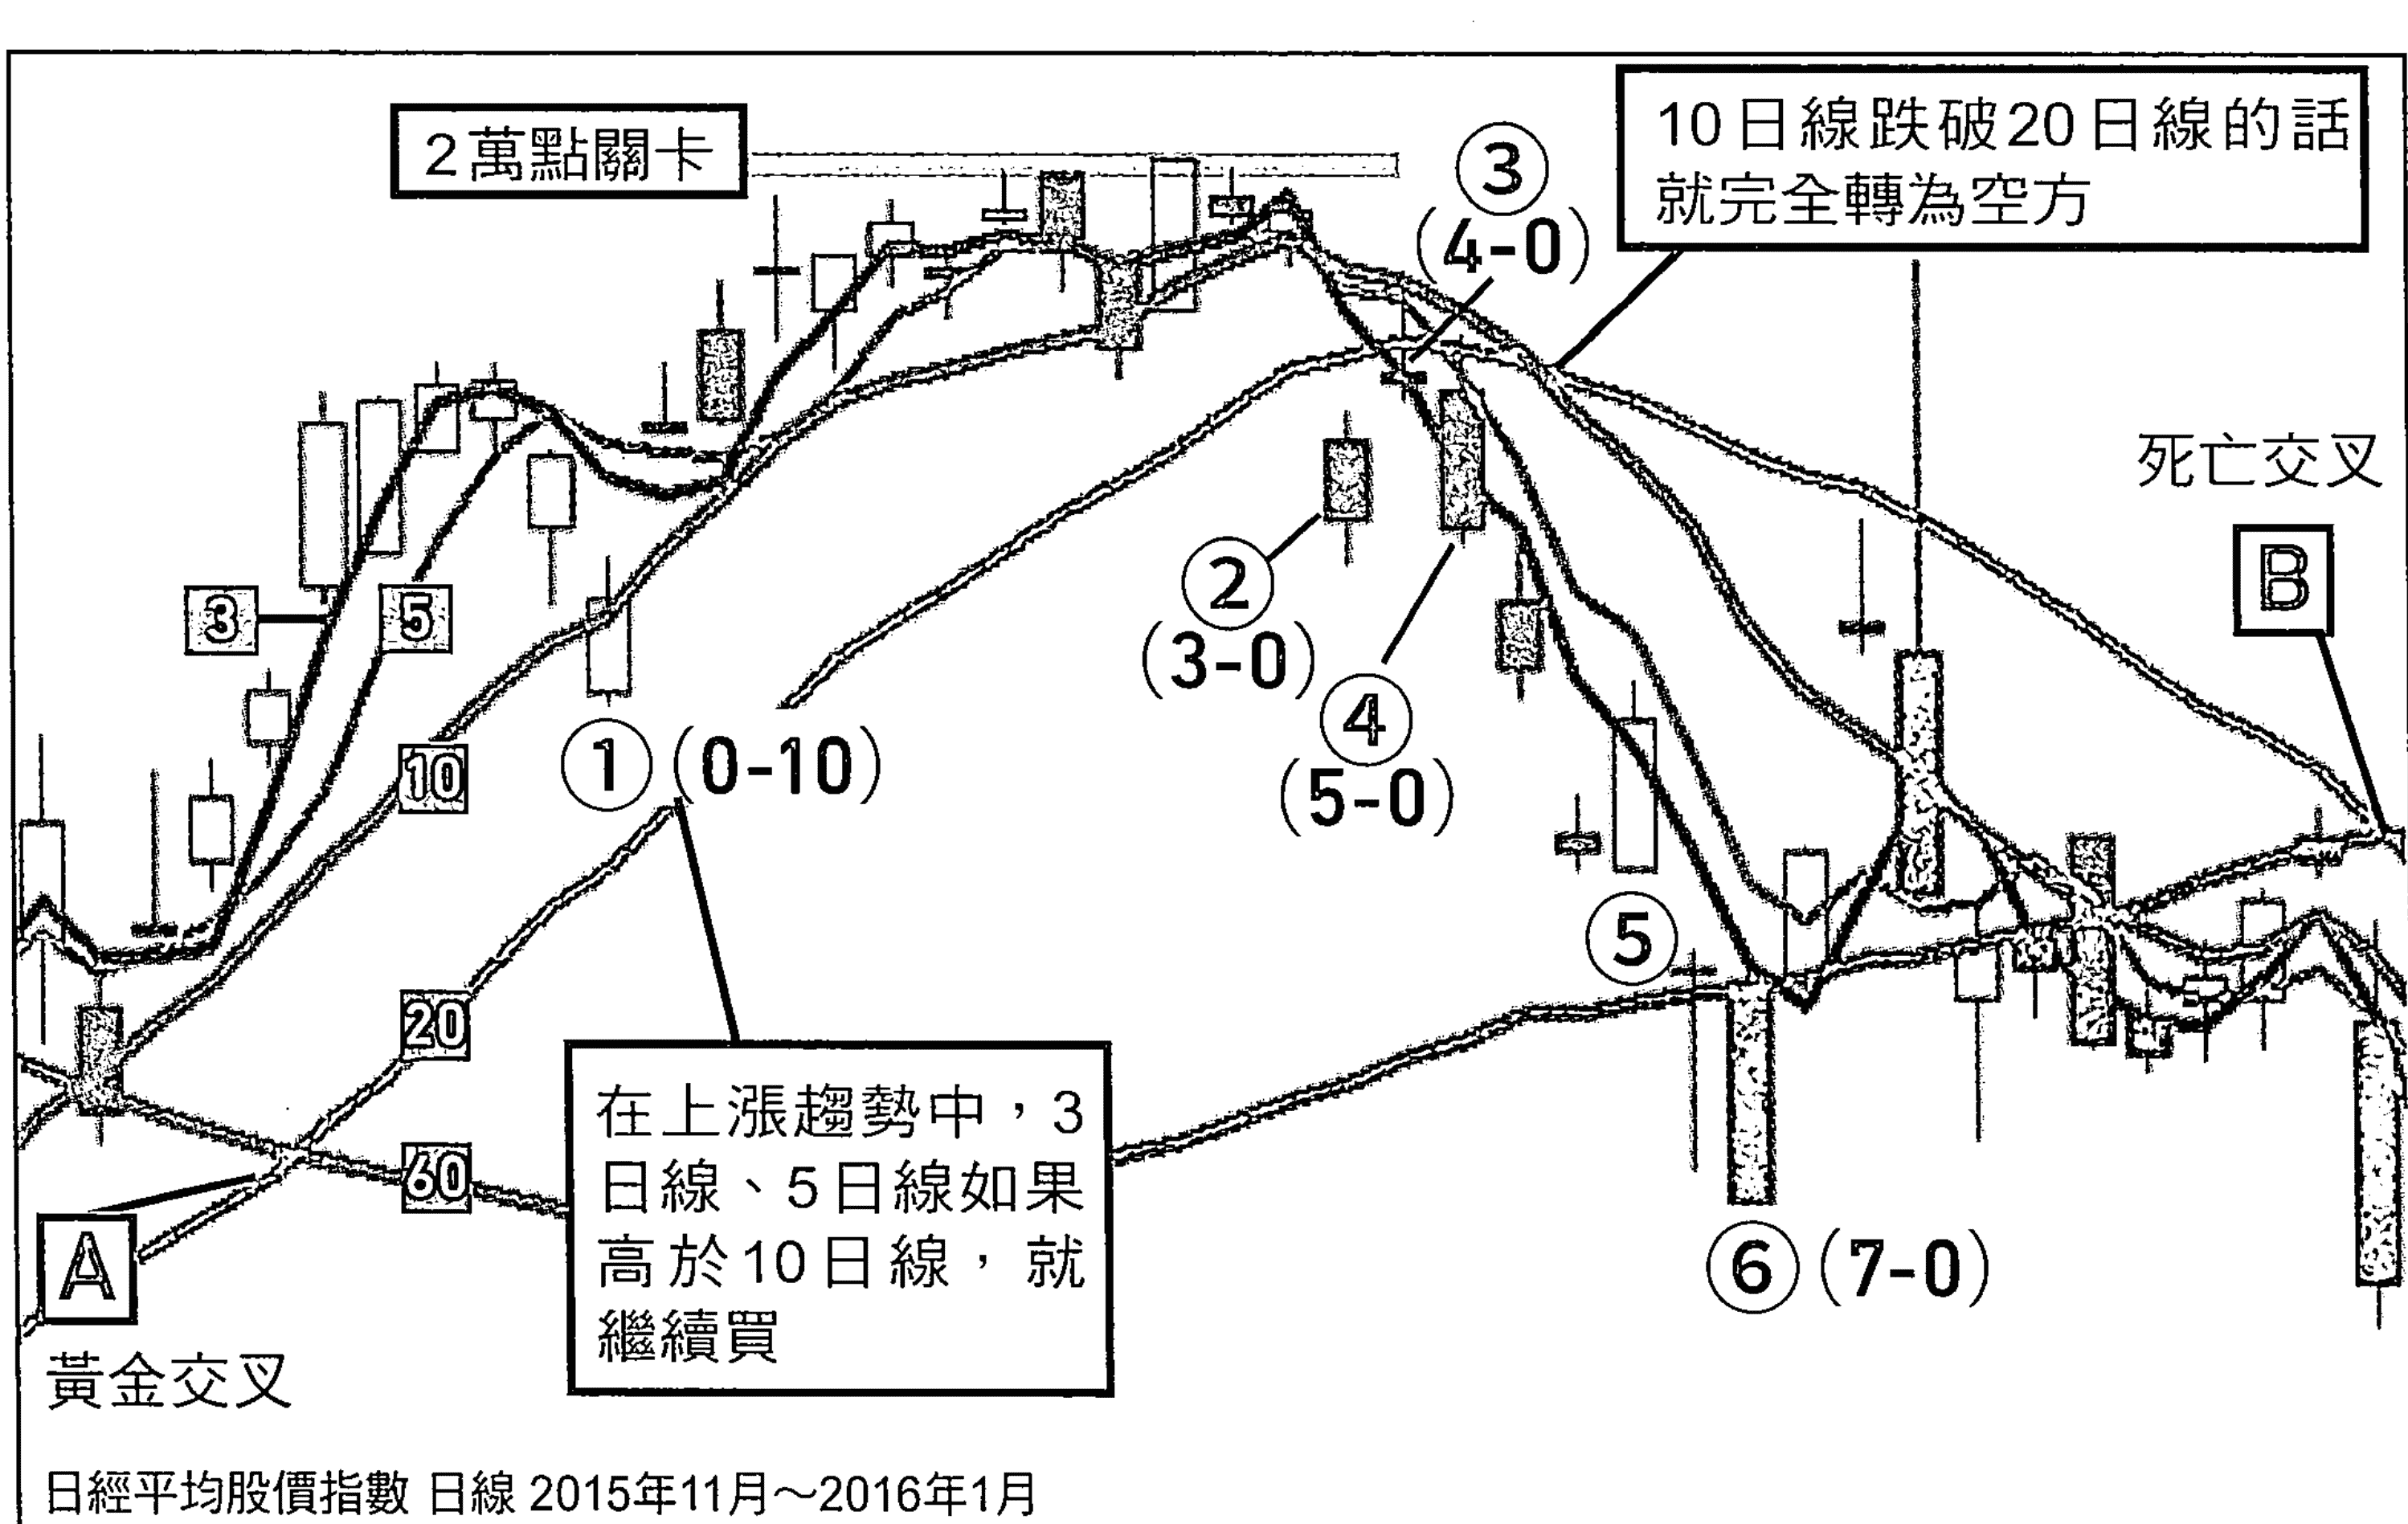 2萬點關卡
10日線跌破20日線的話
就完全轉為空方
③
(4-0)
死亡交叉
B
3
5
②
(3-0)
④
(5-0)
10
①(0-10)
⑤
20
在上漲趨勢中，3
日線、5日線如果
高於10日線，就
繼續買
60
A
⑥(7-0)
黃金交叉
日經平均股價指數 日線 2015年11月～2016年1月